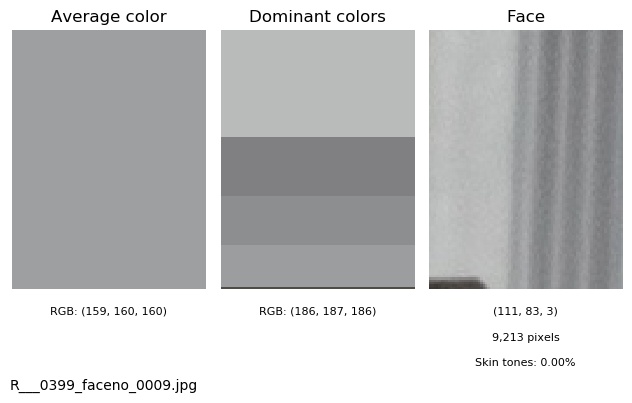 Average color
Dominant colors
Face
RGB: (159, 160, 160)
RGB: (186, 187, 186)
(111, 83, 3)
9,213 pixels
Skin tones: 0.00%
R___0399_faceno_0009.jpg